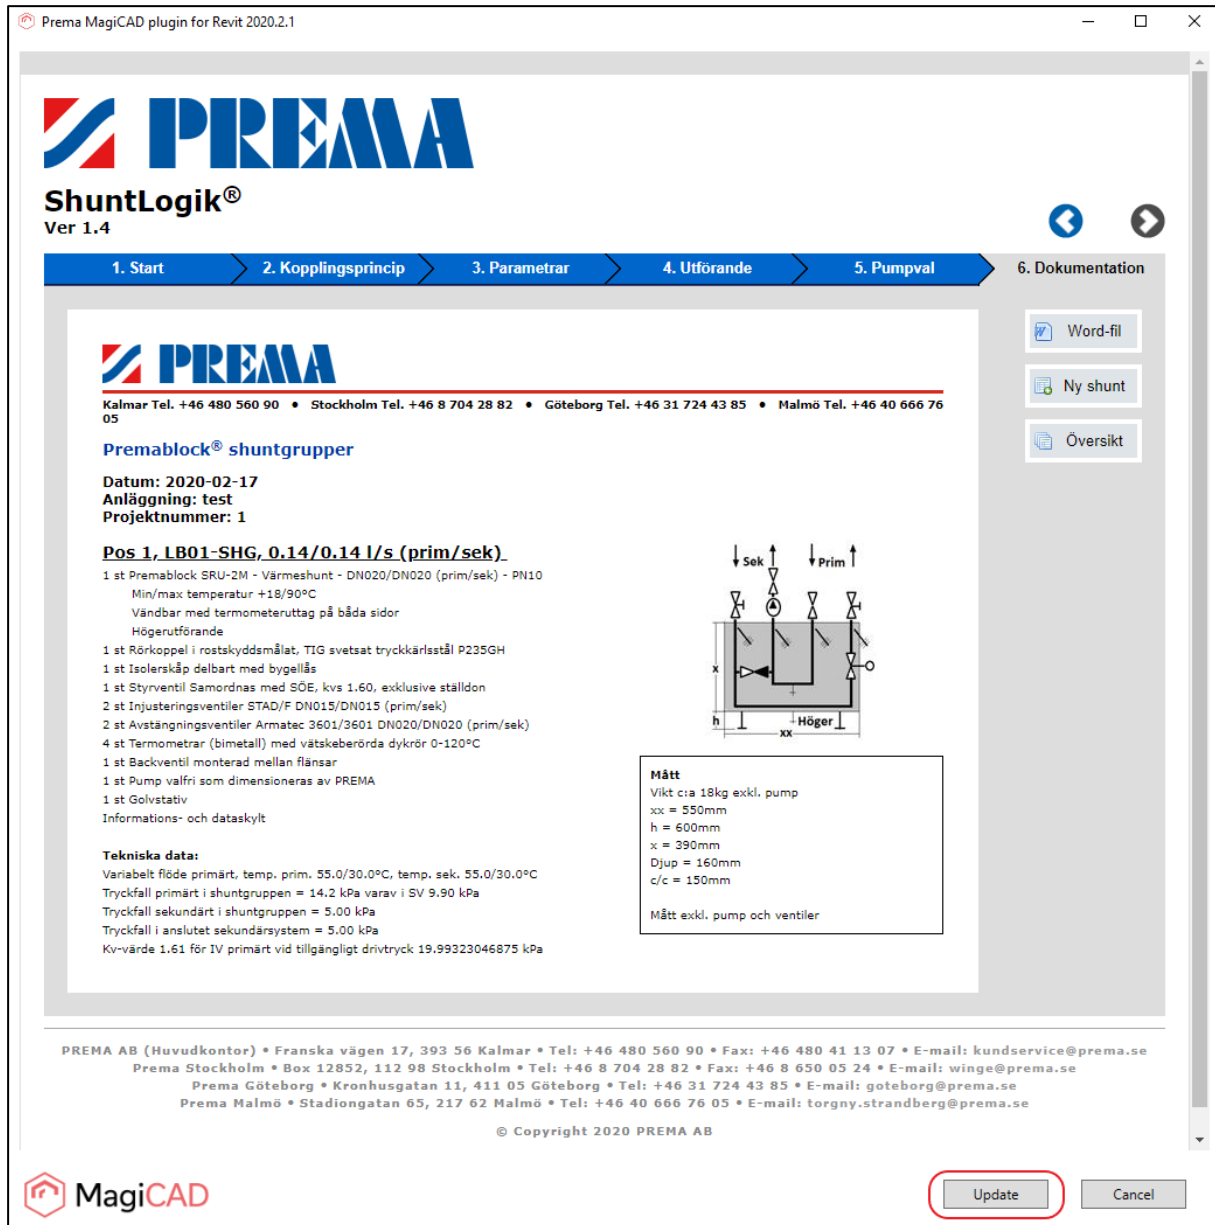 Prema MagiCAD plugin for Revit 2020.2.1
PREMA
ShuntLogik®
Ver 1.4
1. Start
2. Kopplingsprincip
3. Parametrar
4. Utförande
5. Pumpval
6. Dokumentation
Word-fil
Ny shunt
Översikt
PREMA
Kalmar Tel. +46 480 560 90 • Stockholm Tel. +46 8 704 28 82 • Göteborg Tel. +46 31 724 43 85 • Malmö Tel. +46 40 666 76
05
Premablock® shuntgrupper
Datum: 2020-02-17
Anläggning: test
Projektnummer: 1
Pos 1, LB01-SHG, 0.14/0.14 l/s (prim/sek)
1 st Premablock SRU-2M - Värmeshunt - DN020/DN020 (prim/sek) - PN10
Min/max temperatur +18/90°C
Vändbar med termometeruttag på båda sidor
Högerutförande
1 st Rörkoppel i rostskyddsmålat, TIG svetsat tryckkärlsstål P235GH
1 st Isolerskåp delbart med bygellås
1 st Styrventil Samordnas med SÖE, kvs 1.60, exklusive ställdon
2 st Injusteringsventiler STAD/F DN015/DN015 (prim/sek)
2 st Avstängningsventiler Armatec 3601/3601 DN020/DN020 (prim/sek)
4 st Termometrar (bimetall) med vätskeberörda dykrör 0-120°C
1 st Backventil monterad mellan flänsar
1 st Pump valfri som dimensioneras av PREMA
1 st Golvstativ
Informations- och dataskylt
Tekniska data:
Variabelt flöde primärt, temp. prim. 55.0/30.0°C, temp. sek. 55.0/30.0°C
Tryckfall primärt i shuntgruppen = 14.2 kPa varav i SV 9.90 kPa
Tryckfall sekundärt i shuntgruppen = 5.00 kPa
Tryckfall i anslutet sekundärsystem = 5.00 kPa
Kv-värde 1.61 för IV primärt vid tillgängligt drivtryck 19.99323046875 kPa
Sek
Prim
x
h
Höger
xx
Mått
Vikt c:a 18kg exkl. pump
xx = 550mm
h = 600mm
x = 390mm
Djup = 160mm
c/c = 150mm
Mått exkl. pump och ventiler
PREMA AB (Huvudkontor) • Franska vägen 17, 393 56 Kalmar • Tel: +46 480 560 90 • Fax: +46 480 41 13 07 • E-mail: kundservice@prema.se
Prema Stockholm • Box 12852, 112 98 Stockholm • Tel: +46 8 704 28 82 • Fax: +46 8 650 05 24 • E-mail: winge@prema.se
Prema Göteborg • Kronhusgatan 11, 411 05 Göteborg • Tel: +46 31 724 43 85 • E-mail: goteborg@prema.se
Prema Malmö • Stadiongatan 65, 217 62 Malmö • Tel: +46 40 666 76 05 • E-mail: torgny.strandberg@prema.se
© Copyright 2020 PREMA AB
MagiCAD
Update
Cancel